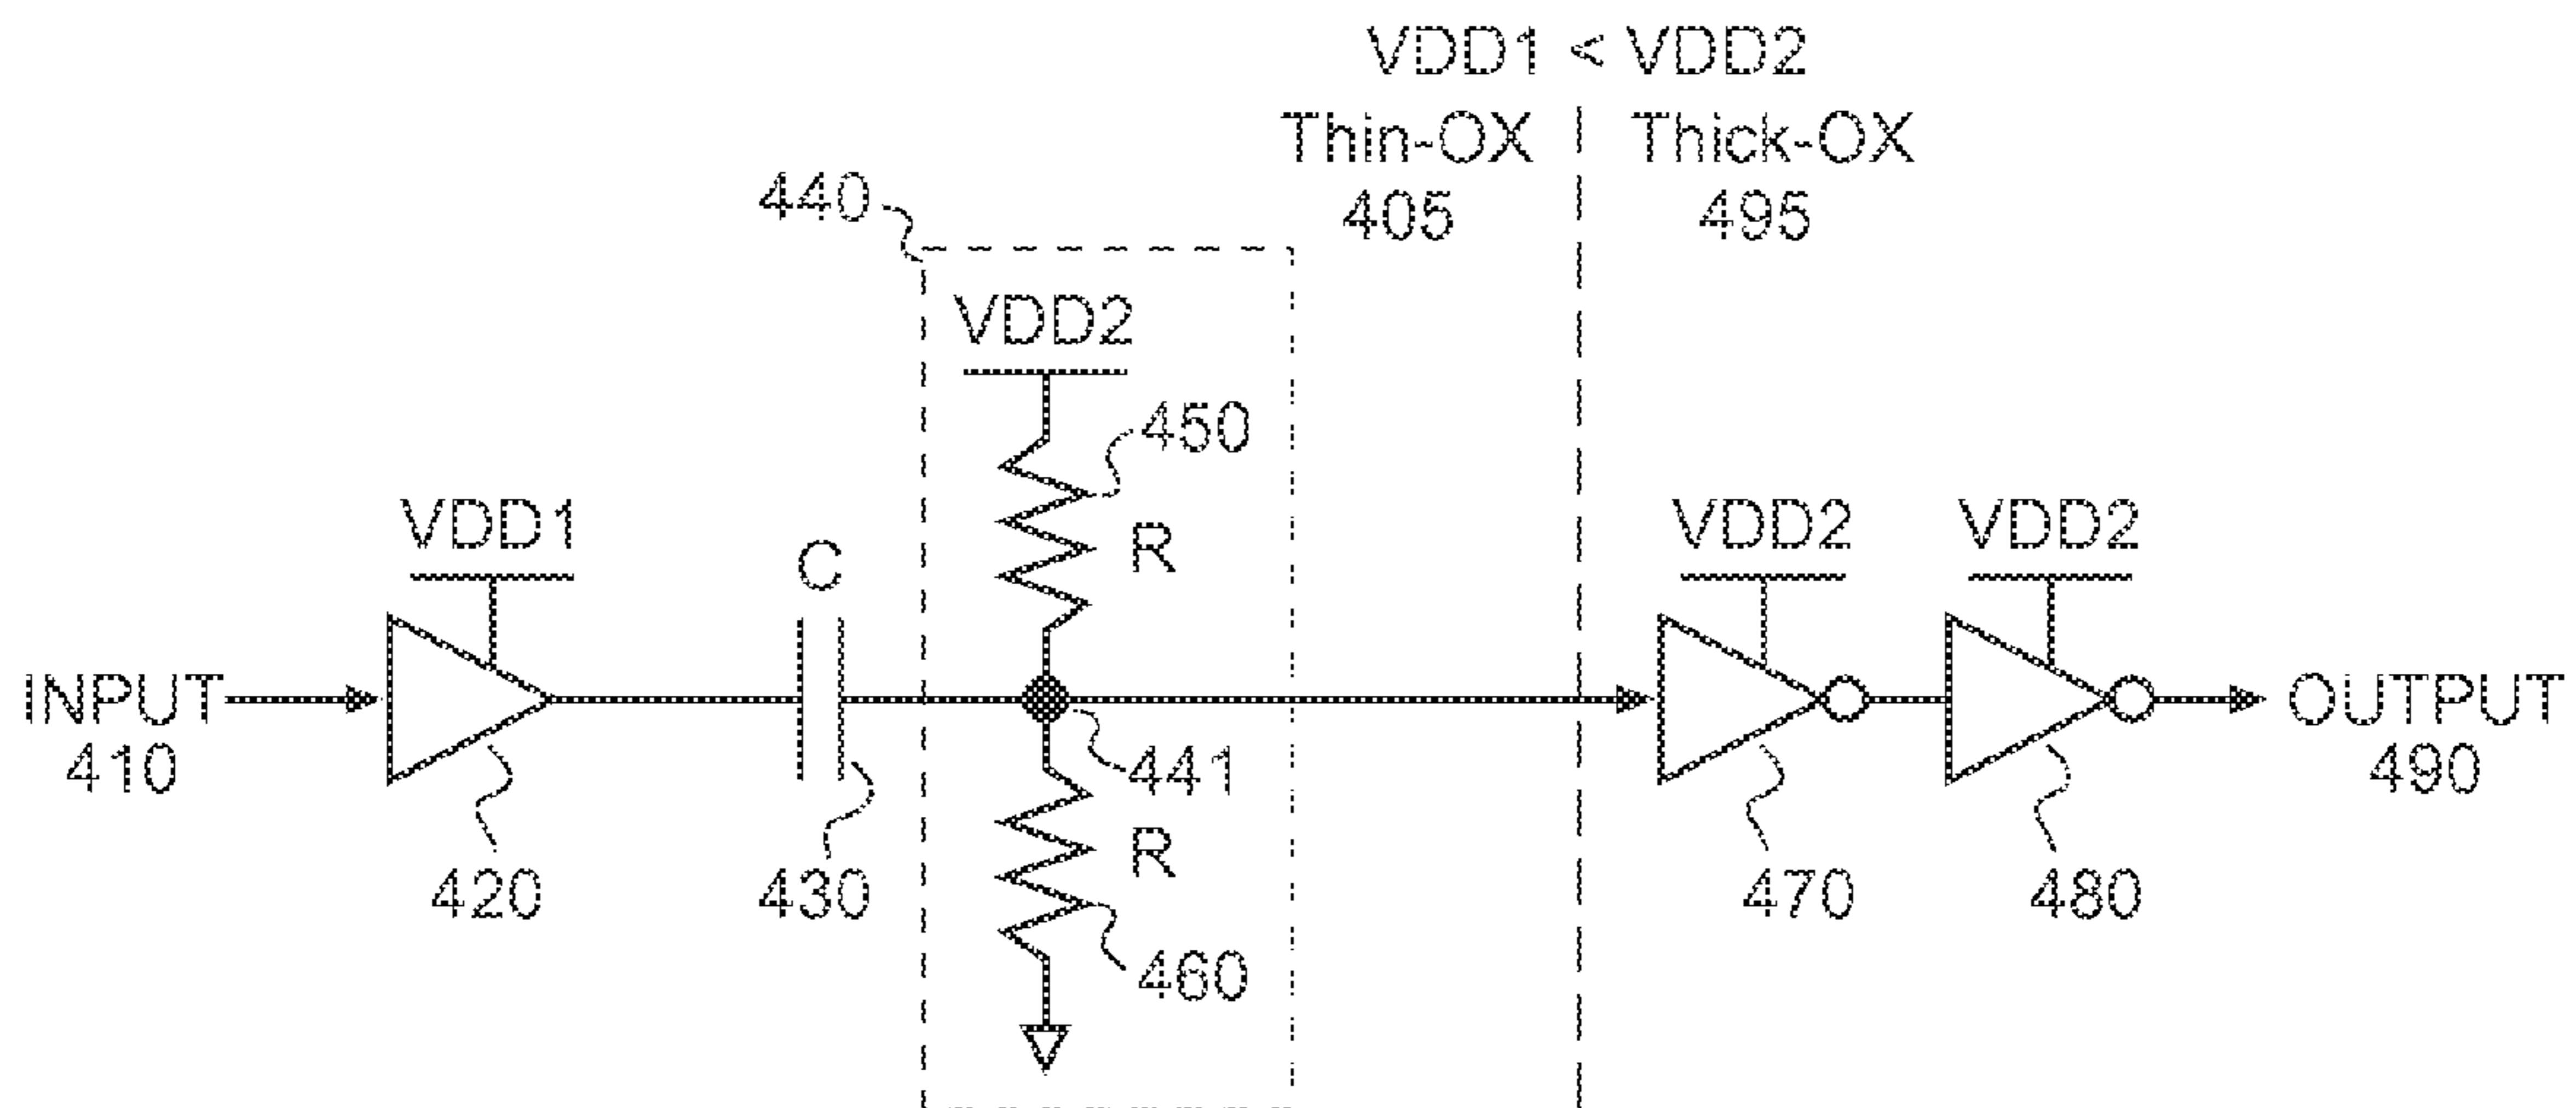 VDD1 < VDD2
Thin-OX
405
Thick-OX
495
440
VDD2
450
R
VDD1
C
VDD2
VDD2
INPUT
410
OUTPUT
490
441
R
420
430
460
470
480